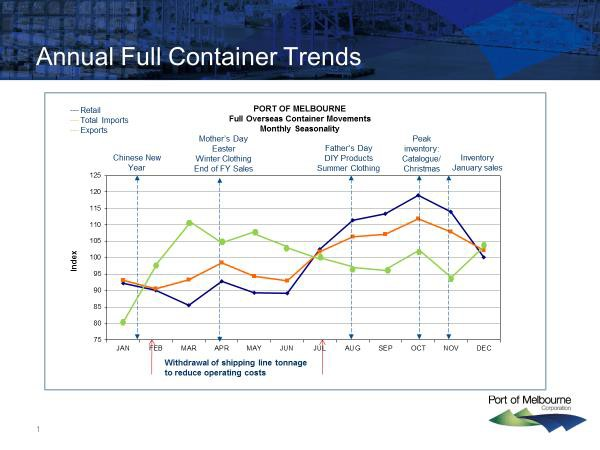 Annual Full Container Trends
PORT OF MELBOURNE
Full Overseas Container Movements
Monthly Seasonality
Retail
Total Imports
Exports
Chinese New
Year
Mother's Day
Easter
Winter Clothing
End of FY Sales
Father's Day
DIY Products
Summer Clothing
Peak
inventory:
Catalogue/
Christmas
Inventory
January sales
Index
125
120
115
110
105
100
95
90
85
80
75
JAN FEB MAR APR MAY JUN JUL AUG SEP OCT NOV DEC
Withdrawal of shipping line tonnage
to reduce operating costs
Port of Melbourne
Corporation
1